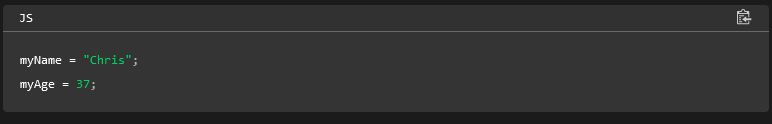 JS
myName = "Chris";
myAge = 37;